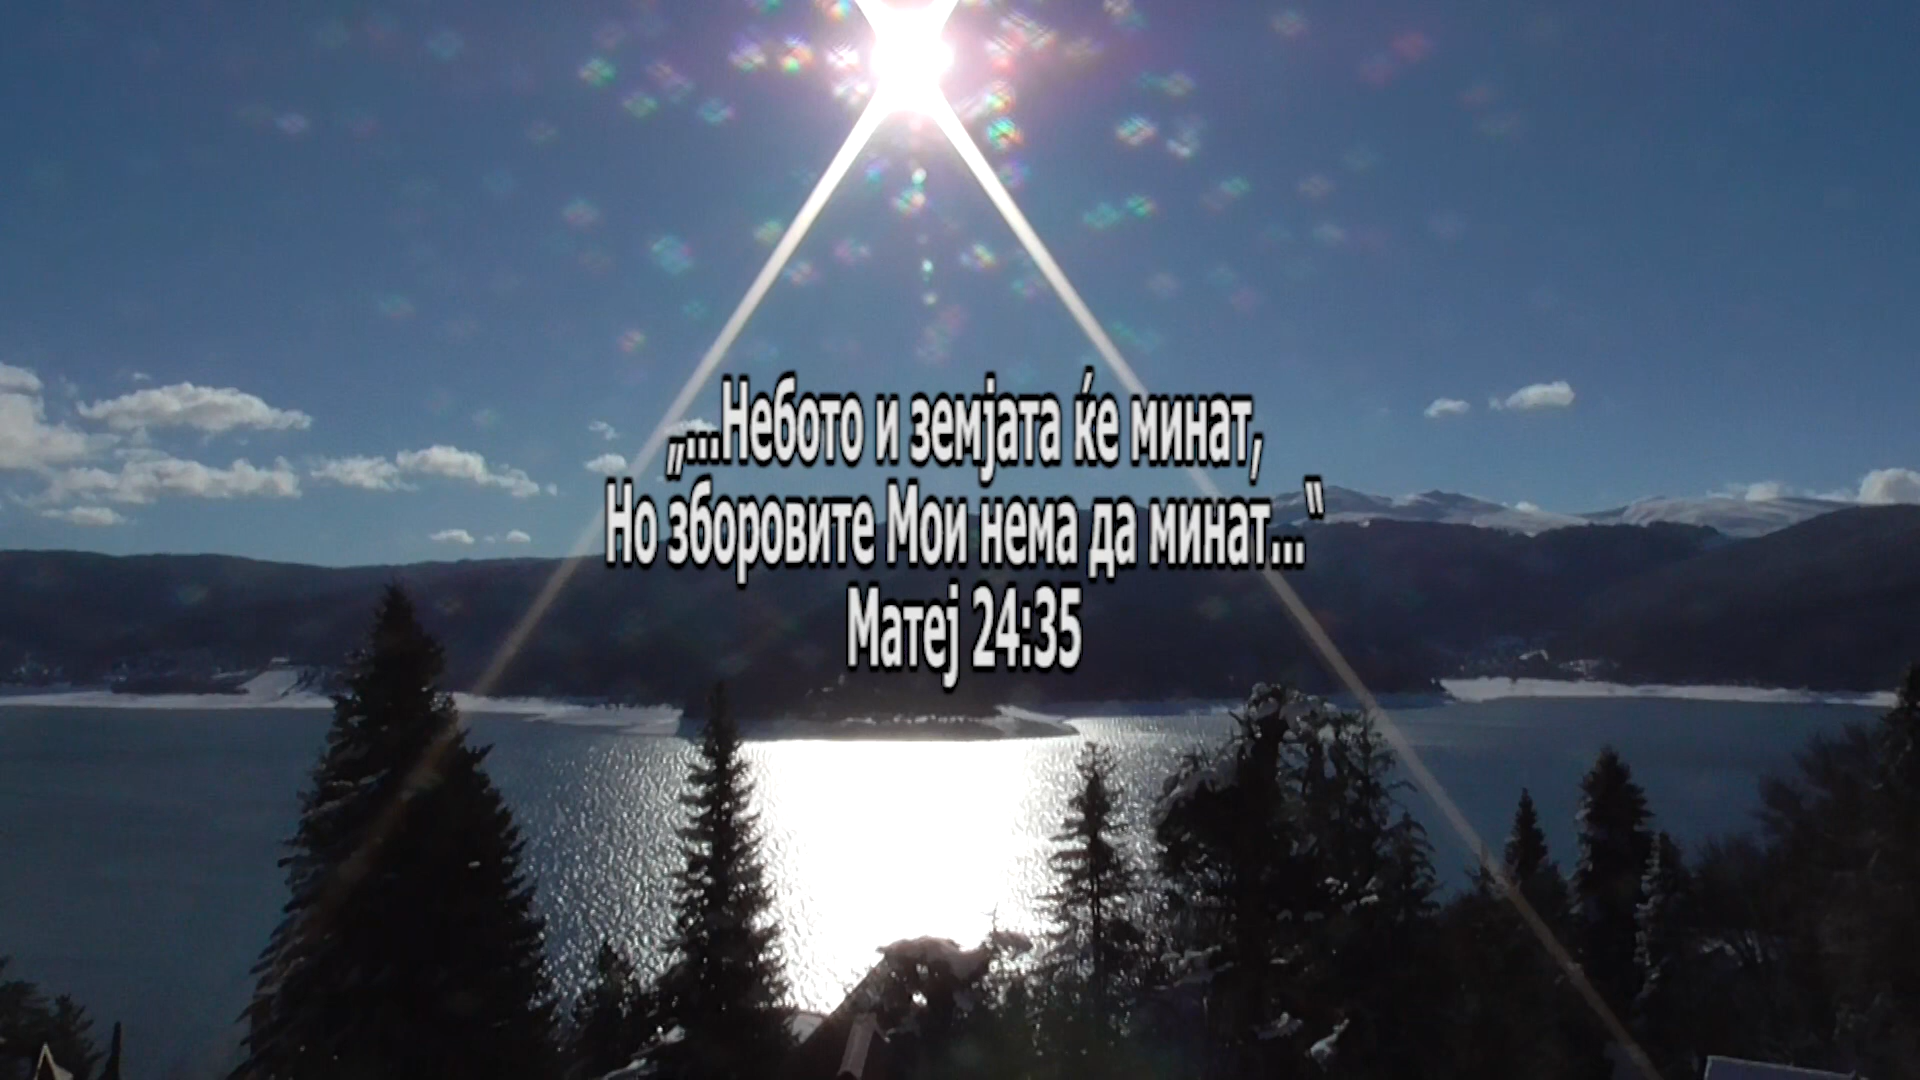 „...Небото и земјата ќе минат,
Но зборовите Мои нема да минат...“
Матеј 24:35